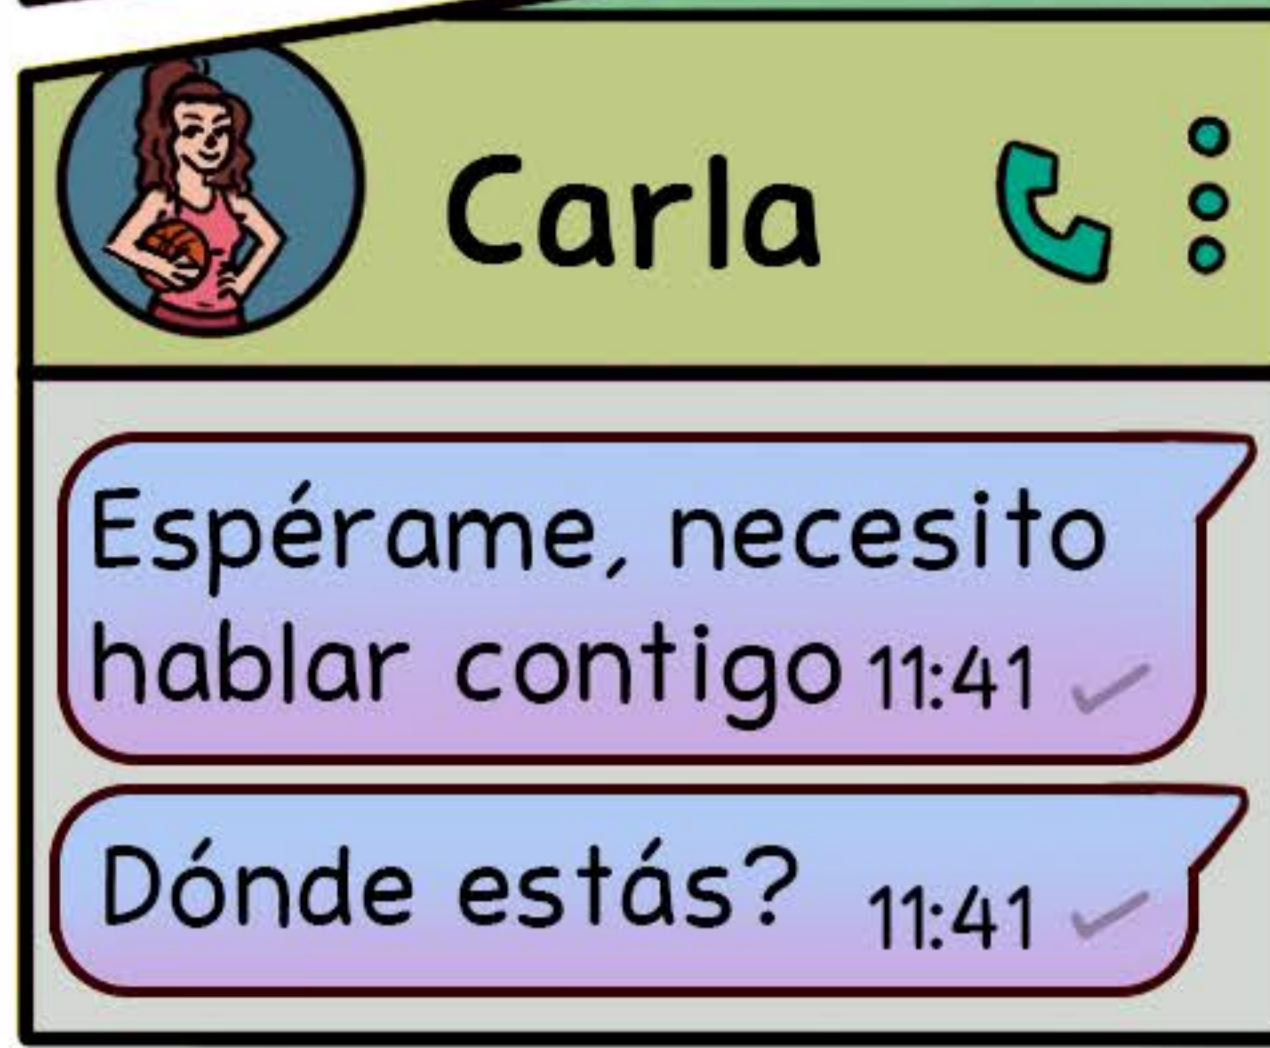 Carla
Espérame, necesito
hablar contigo 11:41
Dónde estás? 11:41